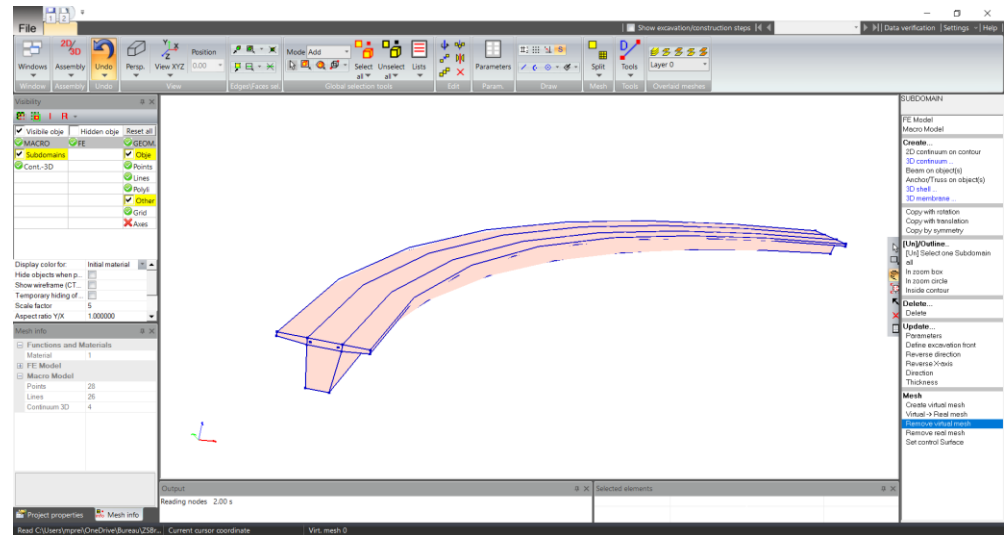 File
Show excavation/construction steps
Data verification | Settings - | Help
Windows
Assembly
Undo
Persp.
View XYZ
Position
0.00
Mode Add
Select all
Unselect all
Lists
Parameters
Split
Tools
Layer 0
Window
Assembly
Undo
View
Edges\Faces sel.
Global selection tools
Edit
Param.
Draw
Mesh
Tools
Overlaid meshes
Visibility
Visible obje
Hidden obje
Reset all
MACRO
FE
GEOM.
Subdomains
Obje
Cont.-3D
Points
Lines
Polyli
Other
Grid
Axes
Display color for: Initial material
Hide objects when p...
Show wireframe (CT...
Temporary hiding of ...
Scale factor 5
Aspect ratio Y/X 1.000000
Mesh info
Functions and Materials
Material 1
FE Model
Macro Model
Points 28
Lines 26
Continuum 3D 4
Project properties
Mesh info
Output
Reading nodes 2.00 s
Selected elements
SUBDOMAIN
FE Model
Macro Model
Create...
2D continuum on contour
3D continuum ...
Beam on object(s)
Anchor/Truss on object(s)
3D shell ...
3D membrane ...
Copy with rotation
Copy with translation
Copy by symmetry
[Un]/Outline..
[Un] Select one Subdomain
all
In zoom box
In zoom circle
Inside contour
Delete...
Delete
Update...
Parameters
Define excavation front
Reverse direction
Reverse X-axis
Direction
Thickness
Mesh
Create virtual mesh
Virtual -> Real mesh
Remove virtual mesh
Remove real mesh
Set control Surface
Read C:\Users\mprei\OneDrive\Bureau\ZSBr...
Current cursor coordinate
Virt. mesh 0